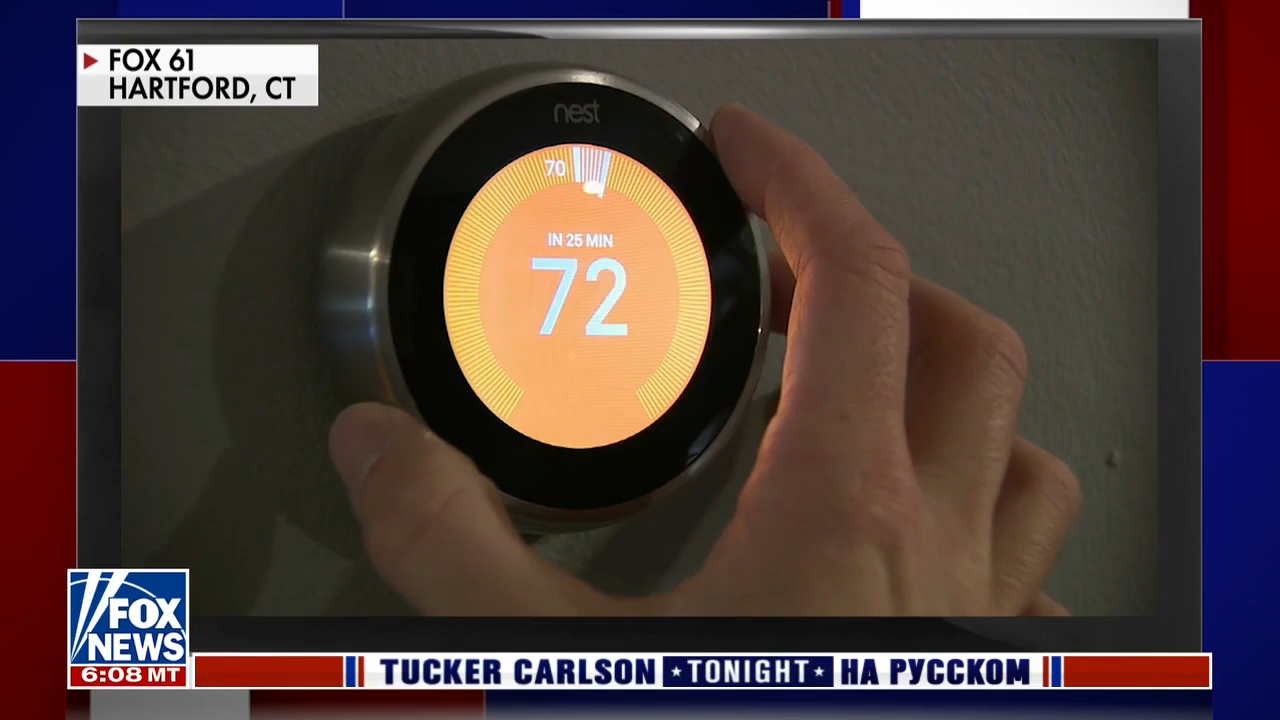 FOX 61
HARTFORD, CT
nest
70
IN 25 MIN
72
FOX
NEWS
6:08 MT
TUCKER CARLSON ★TONIGHT★ НА РУССКОМ